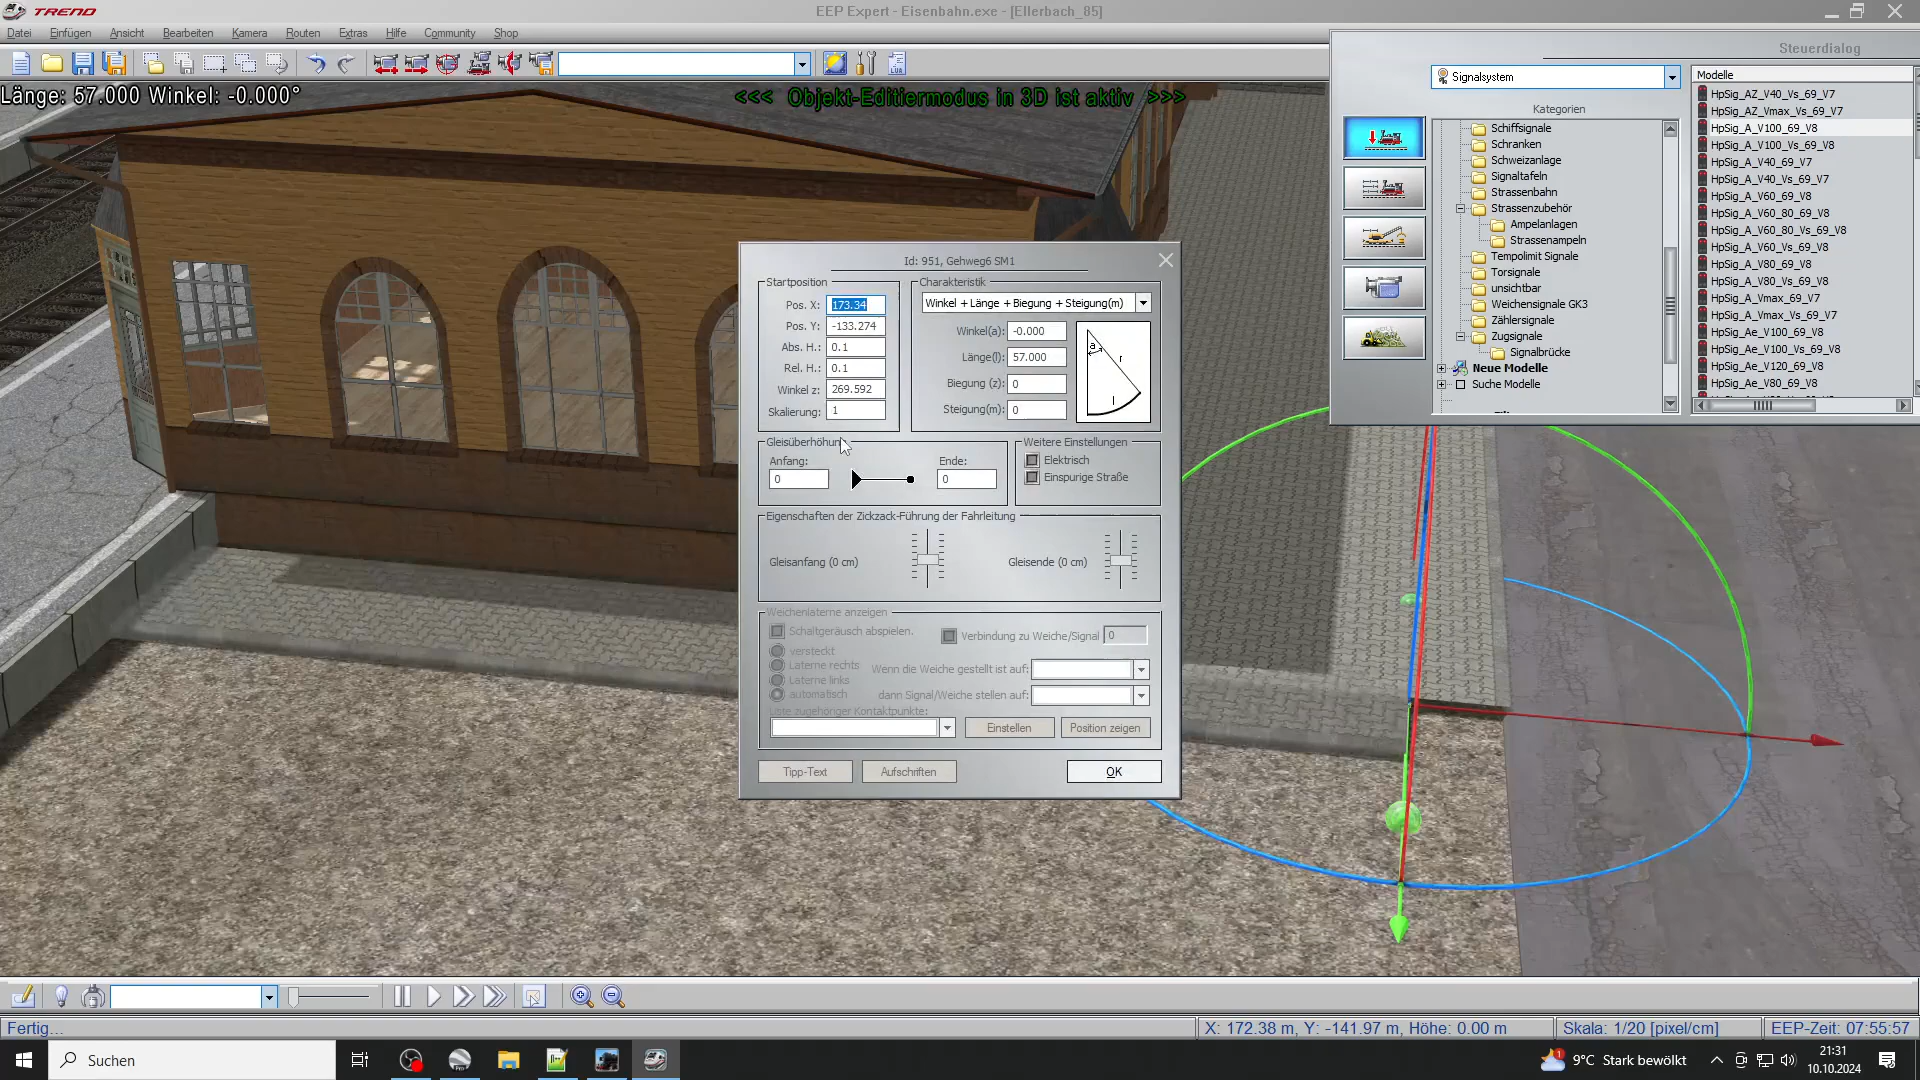 TREND
EEP Expert - Eisenbahn.exe - [Ellerbach_85]
Datei Einfügen Ansicht Bearbeiten Kamera Routen Extras Hilfe Community Shop
Länge: 57.000 Winkel: -0.000°
<<< Objekt-Editiermodus in 3D ist aktiv >>>
Steuerdialog
Signalsystem
Kategorien
Schiffsignale
Schranken
Schweizanlage
Signaltafeln
Strassenbahn
Strassenzubehör
Ampelanlagen
Strassenampeln
Tempolimit Signale
Torsignale
unsichtbar
Weichensignale GK3
Zählersignale
Zugsignale
Signalbrücke
Neue Modelle
Suche Modelle
Modelle
HpSig_AZ_V40_Vs_69_V7
HpSig_AZ_Vmax_Vs_69_V7
HpSig_A_V100_69_V8
HpSig_A_V100_Vs_69_V8
HpSig_A_V40_69_V7
HpSig_A_V40_Vs_69_V7
HpSig_A_V60_69_V8
HpSig_A_V60_80_69_V8
HpSig_A_V60_80_Vs_69_V8
HpSig_A_V60_Vs_69_V8
HpSig_A_V80_69_V8
HpSig_A_V80_Vs_69_V8
HpSig_A_Vmax_69_V7
HpSig_A_Vmax_Vs_69_V7
HpSig_Ae_V100_69_V8
HpSig_Ae_V100_Vs_69_V8
HpSig_Ae_V120_69_V8
HpSig_Ae_V80_69_V8
Id: 951, Gehweg6 SM1
Startposition
Pos. X: 173.34
Pos. Y: -133.274
Abs. H.: 0.1
Rel. H.: 0.1
Winkel z: 269.592
Skalierung: 1
Charakteristik
Winkel + Länge + Biegung + Steigung(m)
Winkel(a): -0.000
Länge(l): 57.000
Biegung (z): 0
Steigung(m): 0
a
r
l
Gleisüberhöhung
Anfang:
0
Ende:
0
Weitere Einstellungen
Elektrisch
Einspurige Straße
Eigenschaften der Zickzack-Führung der Fahrleitung
Gleisanfang (0 cm)
Gleisende (0 cm)
Weichenlaterne anzeigen
Schaltgeräusch abspielen.
Verbindung zu Weiche/Signal 0
versteckt
Laterne rechts
Laterne links
automatisch
Wenn die Weiche gestellt ist auf:
dann Signal/Weiche stellen auf:
Liste zugehöriger Kontaktpunkte:
Einstellen
Position zeigen
Tipp-Text
Aufschriften
OK
Fertig...
X: 172.38 m, Y: -141.97 m, Höhe: 0.00 m
Skala: 1/20 [pixel/cm]
EEP-Zeit: 07:55:57
Suchen
9°C Stark bewölkt
21:31
10.10.2024